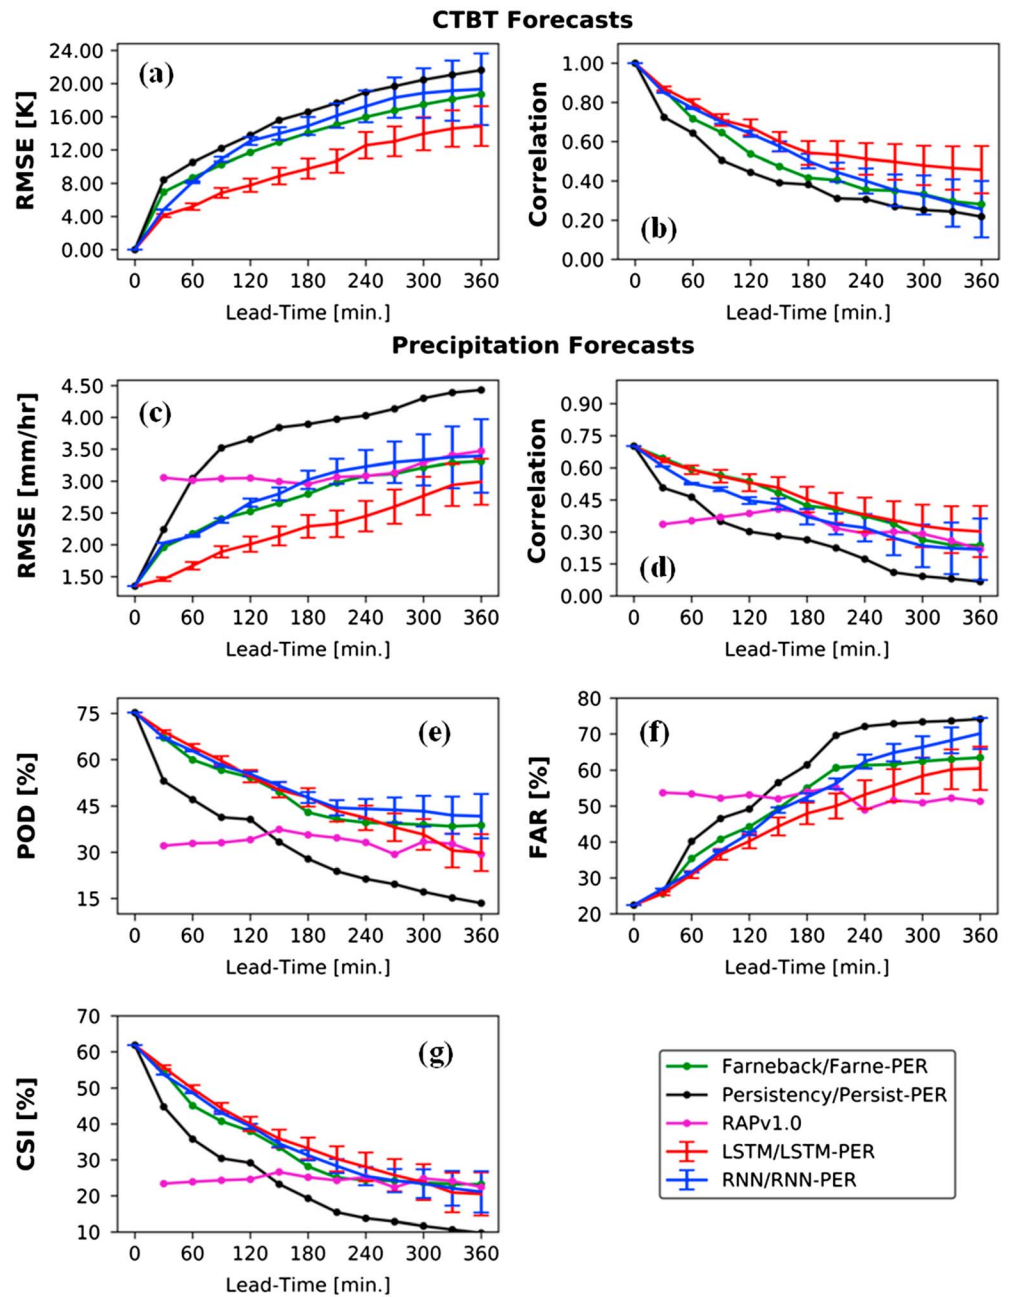 CTBT Forecasts
(a)
RMSE [K]
24.00
20.00
16.00
12.00
8.00
4.00
0.00
0 60 120 180 240 300 360
Lead-Time [min.]
(b)
Correlation
1.00
0.80
0.60
0.40
0.20
0.00
0 60 120 180 240 300 360
Lead-Time [min.]
Precipitation Forecasts
(c)
RMSE [mm/hr]
4.50
4.00
3.50
3.00
2.50
2.00
1.50
0 60 120 180 240 300 360
Lead-Time [min.]
(d)
Correlation
0.90
0.75
0.60
0.45
0.30
0.15
0.00
0 60 120 180 240 300 360
Lead-Time [min.]
(e)
POD [%]
75
60
45
30
15
0 60 120 180 240 300 360
Lead-Time [min.]
(f)
FAR [%]
80
70
60
50
40
30
20
0 60 120 180 240 300 360
Lead-Time [min.]
(g)
CSI [%]
70
60
50
40
30
20
10
0 60 120 180 240 300 360
Lead-Time [min.]
Farneback/Farne-PER
Persistency/Persist-PER
RAPv1.0
LSTM/LSTM-PER
RNN/RNN-PER